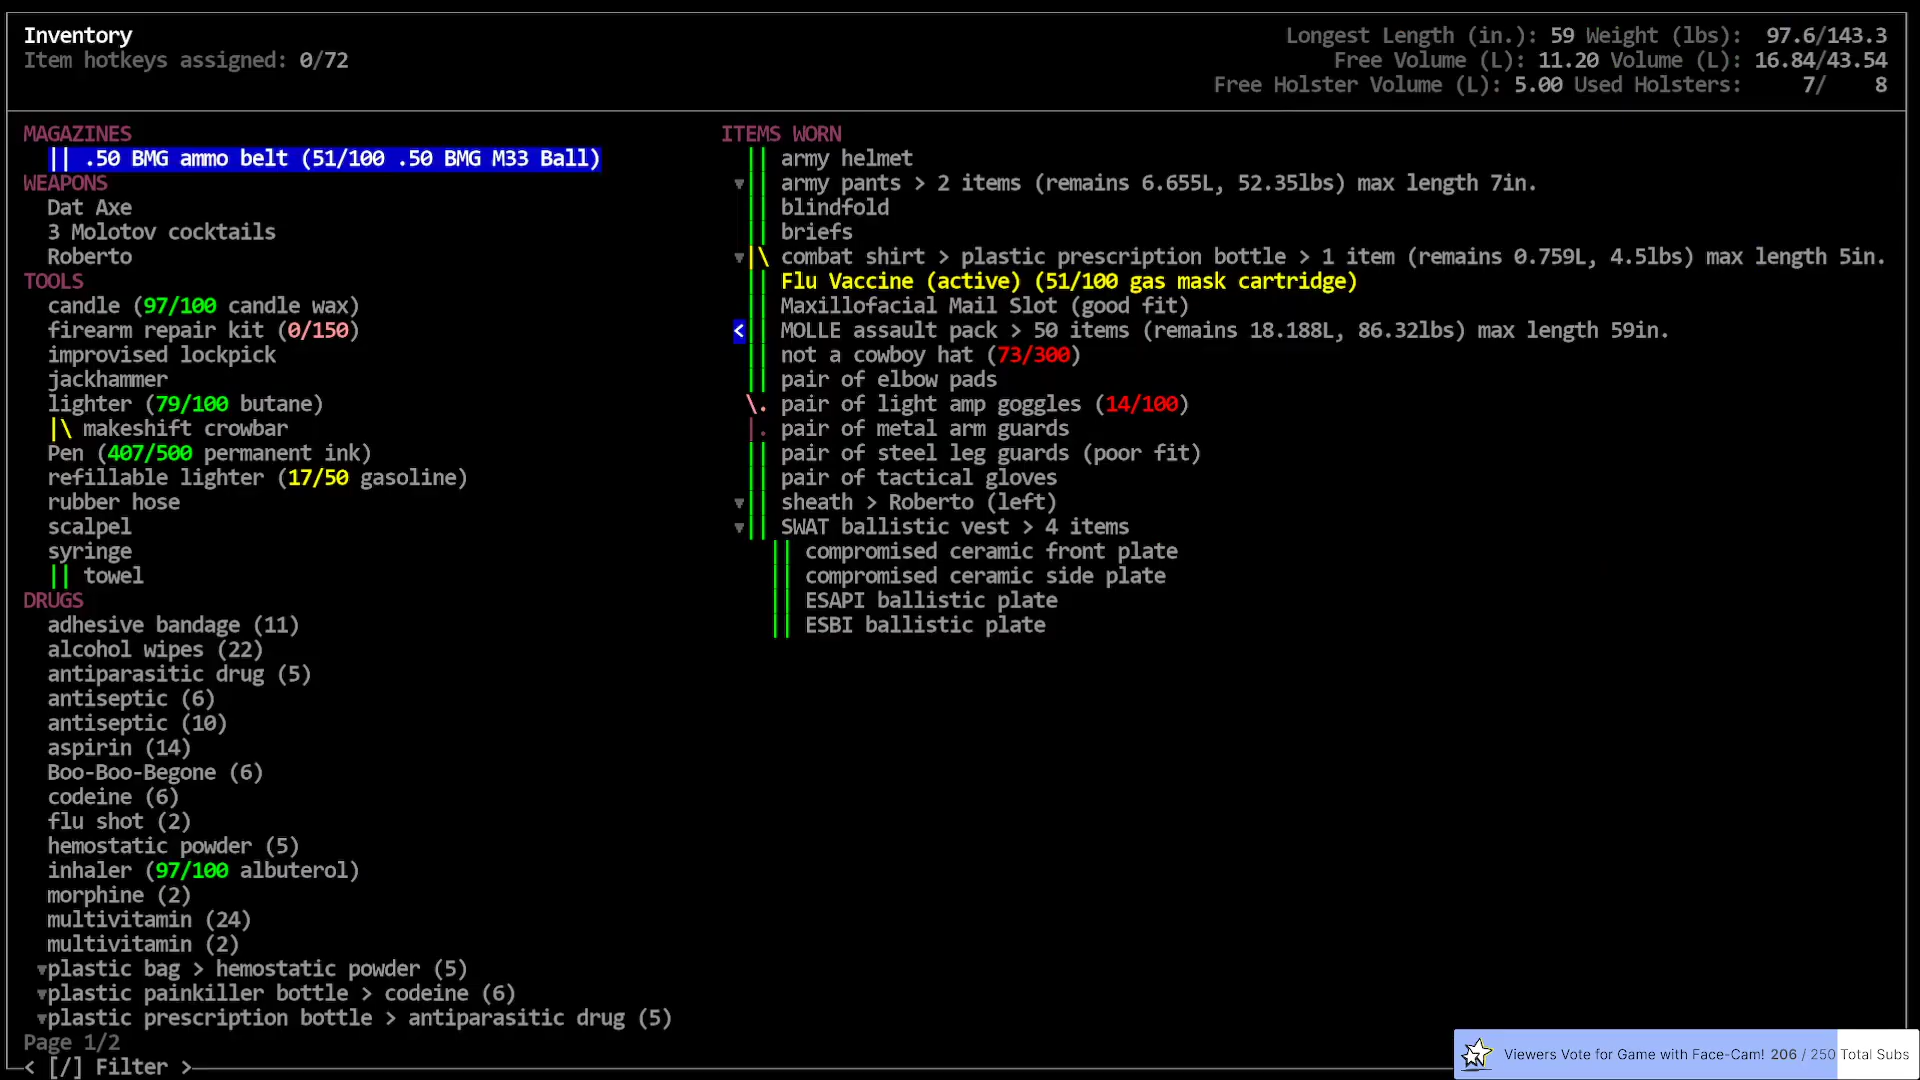 Inventory
Item hotkeys assigned: 0/72
Longest Length (in.): 59 Weight (lbs): 97.6/143.3
Free Volume (L): 11.20 Volume (L): 16.84/43.54
Free Holster Volume (L): 5.00 Used Holsters: 7/ 8
MAGAZINES
|| .50 BMG ammo belt (51/100 .50 BMG M33 Ball)
WEAPONS
Dat Axe
3 Molotov cocktails
Roberto
TOOLS
candle (97/100 candle wax)
firearm repair kit (0/150)
improvised lockpick
jackhammer
lighter (79/100 butane)
|\ makeshift crowbar
Pen (407/500 permanent ink)
refillable lighter (17/50 gasoline)
rubber hose
scalpel
syringe
|| towel
DRUGS
adhesive bandage (11)
alcohol wipes (22)
antiparasitic drug (5)
antiseptic (6)
antiseptic (10)
aspirin (14)
Boo-Boo-Begone (6)
codeine (6)
flu shot (2)
hemostatic powder (5)
inhaler (97/100 albuterol)
morphine (2)
multivitamin (24)
multivitamin (2)
▼plastic bag > hemostatic powder (5)
▼plastic painkiller bottle > codeine (6)
▼plastic prescription bottle > antiparasitic drug (5)
Page 1/2
< [/] Filter >
ITEMS WORN
|| army helmet
▼|| army pants > 2 items (remains 6.655L, 52.35lbs) max length 7in.
|| blindfold
|| briefs
▼|\ combat shirt > plastic prescription bottle > 1 item (remains 0.759L, 4.5lbs) max length 5in.
|| Flu Vaccine (active) (51/100 gas mask cartridge)
|| Maxillofacial Mail Slot (good fit)
<|| MOLLE assault pack > 50 items (remains 18.188L, 86.32lbs) max length 59in.
|| not a cowboy hat (73/300)
|| pair of elbow pads
\. pair of light amp goggles (14/100)
|. pair of metal arm guards
|| pair of steel leg guards (poor fit)
|| pair of tactical gloves
▼|| sheath > Roberto (left)
▼|| SWAT ballistic vest > 4 items
|| compromised ceramic front plate
|| compromised ceramic side plate
|| ESAPI ballistic plate
|| ESBI ballistic plate
Viewers Vote for Game with Face-Cam! 206 / 250 Total Subs